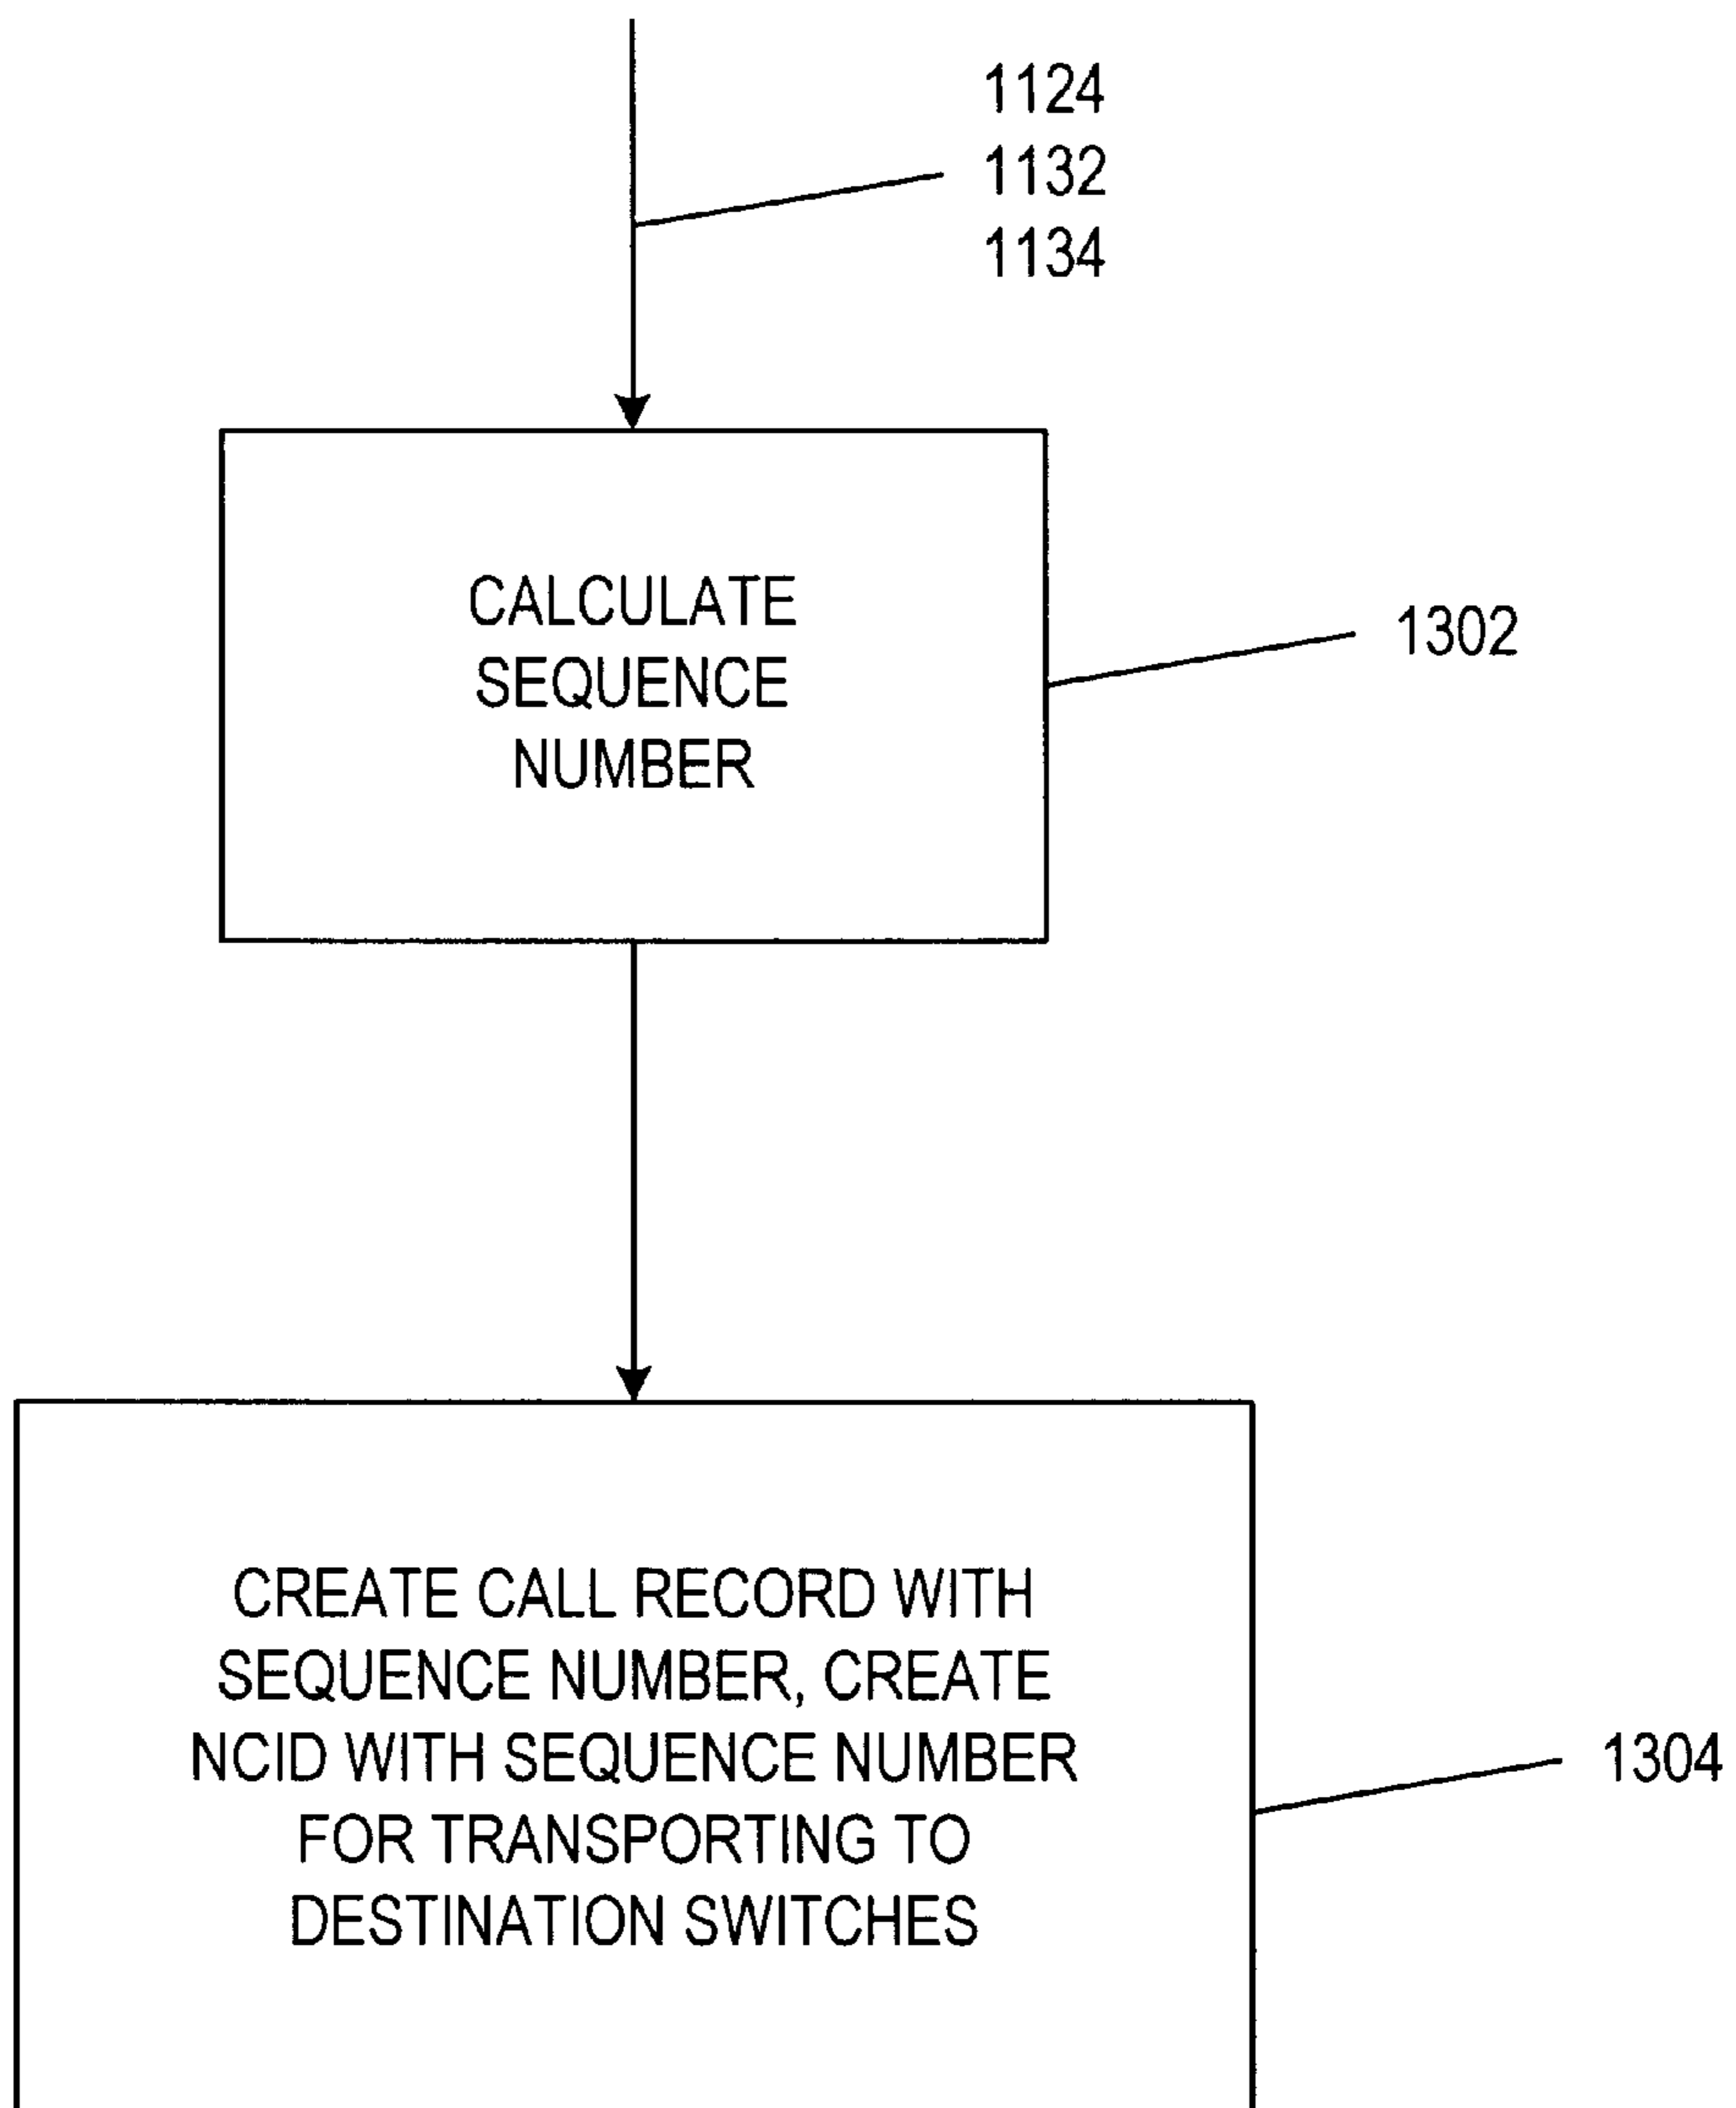 1124
1132
1134
CALCULATE
SEQUENCE
NUMBER
1302
CREATE CALL RECORD WITH
SEQUENCE NUMBER, CREATE
NCID WITH SEQUENCE NUMBER
FOR TRANSPORTING TO
DESTINATION SWITCHES
1304